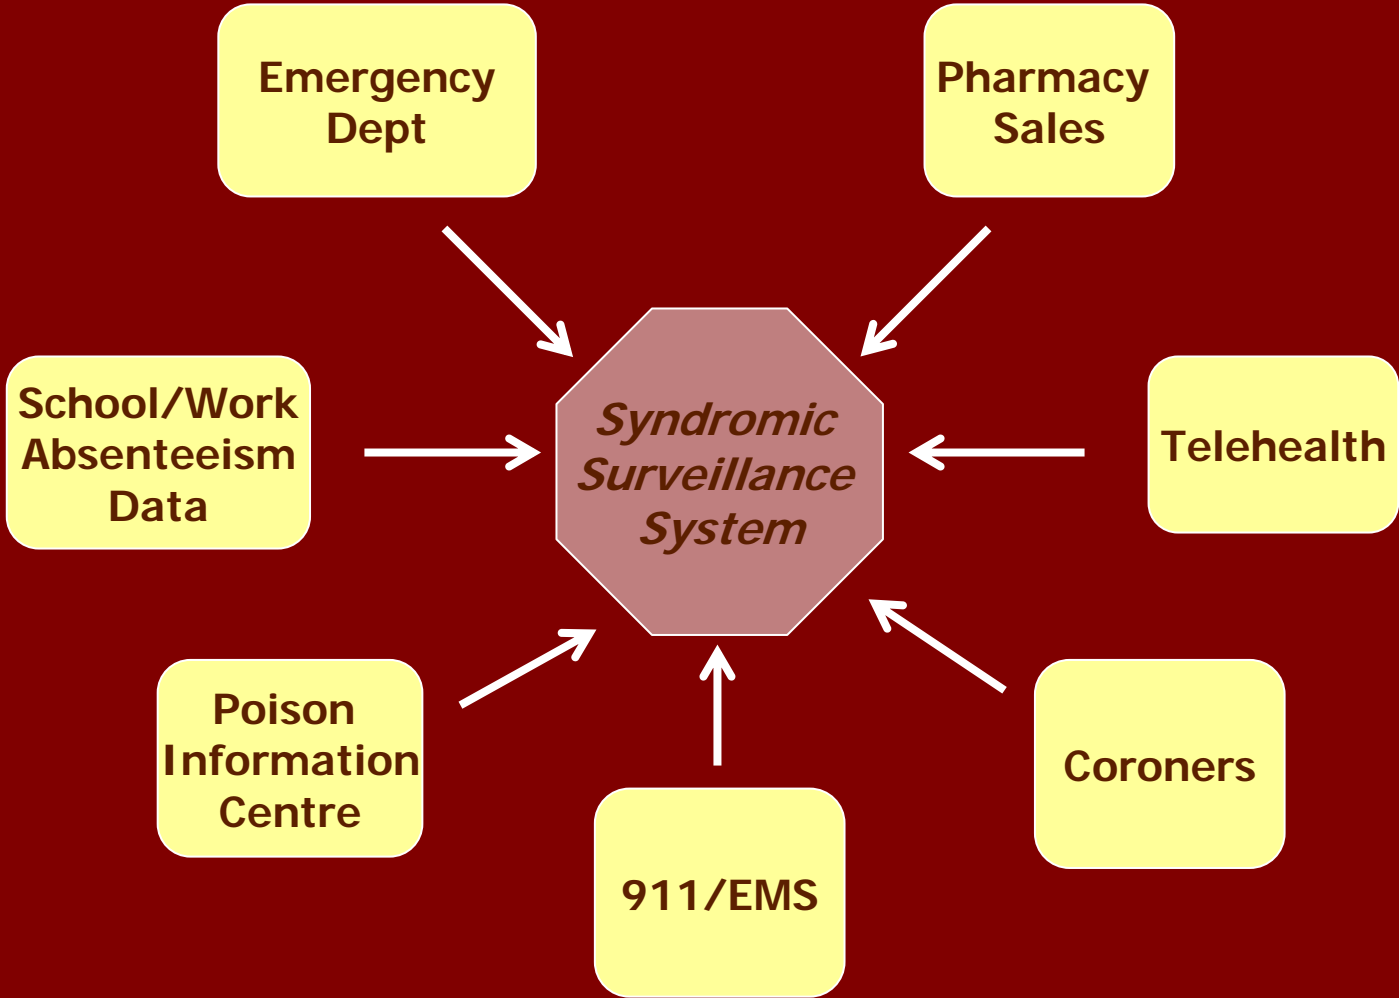 Emergency
Dept
Pharmacy
Sales
School/Work
Absenteeism
Data
Syndromic
Surveillance
System
Telehealth
Poison
Information
Centre
911/EMS
Coroners